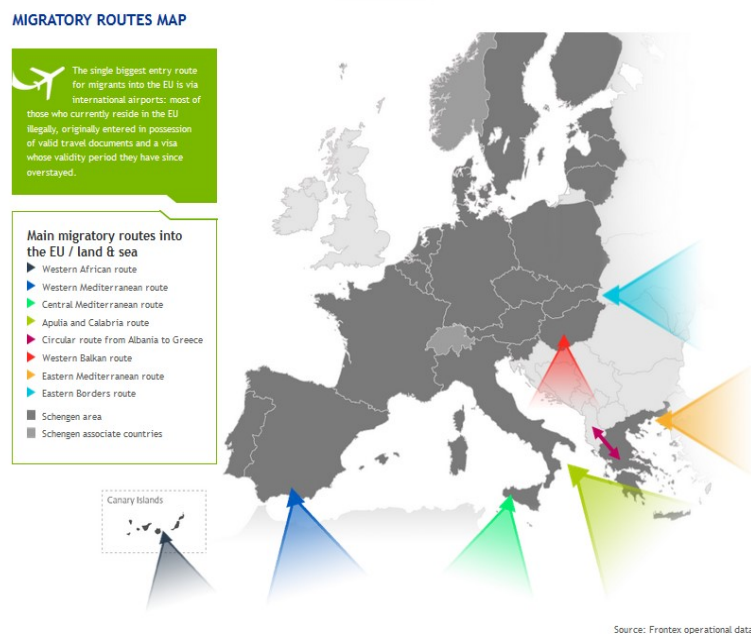 MIGRATORY ROUTES MAP
The single biggest entry route
for migrants into the EU is via
international airports: most of
those who currently reside in the EU
illegally, originally entered in possession
of valid travel documents and a visa
whose validity period they have since
overstayed.
Main migratory routes into
the EU / land & sea
Western African route
Western Mediterranean route
Central Mediterranean route
Apulia and Calabria route
Circular route from Albania to Greece
Western Balkan route
Eastern Mediterranean route
Eastern Borders route
Schengen area
Schengen associate countries
Canary Islands
Source: Frontex operational data